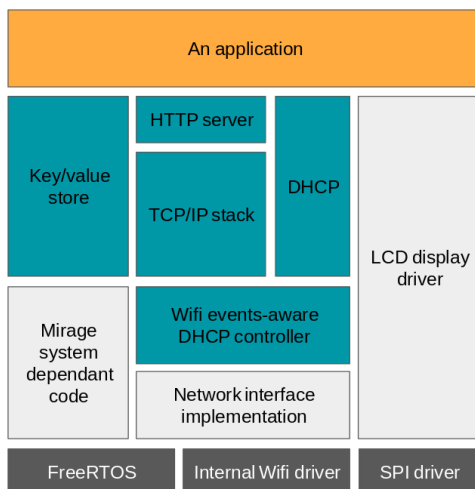 An application
Key/value
store
HTTP server
TCP/IP stack
DHCP
LCD display
driver
Mirage
system
dependant
code
Wifi events-aware
DHCP controller
Network interface
implementation
FreeRTOS
Internal Wifi driver
SPI driver